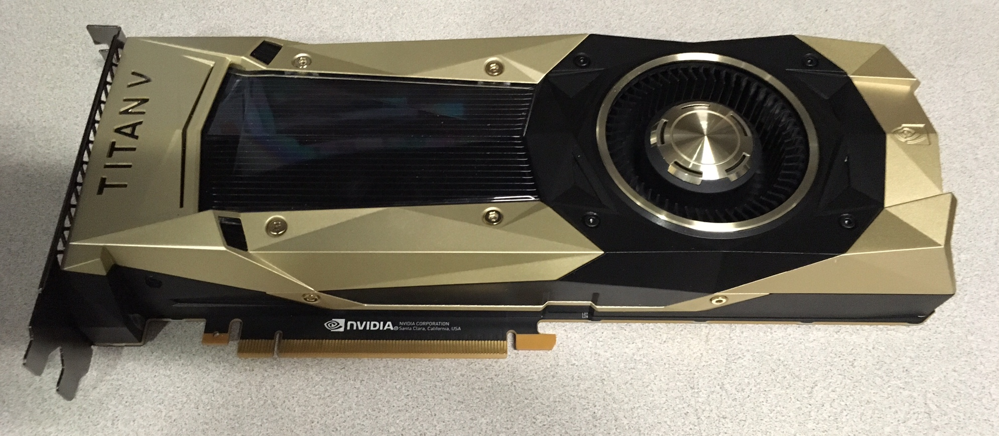 TITAN V
NVIDIA®
NVIDIA CORPORATION
Santa Clara, California, USA